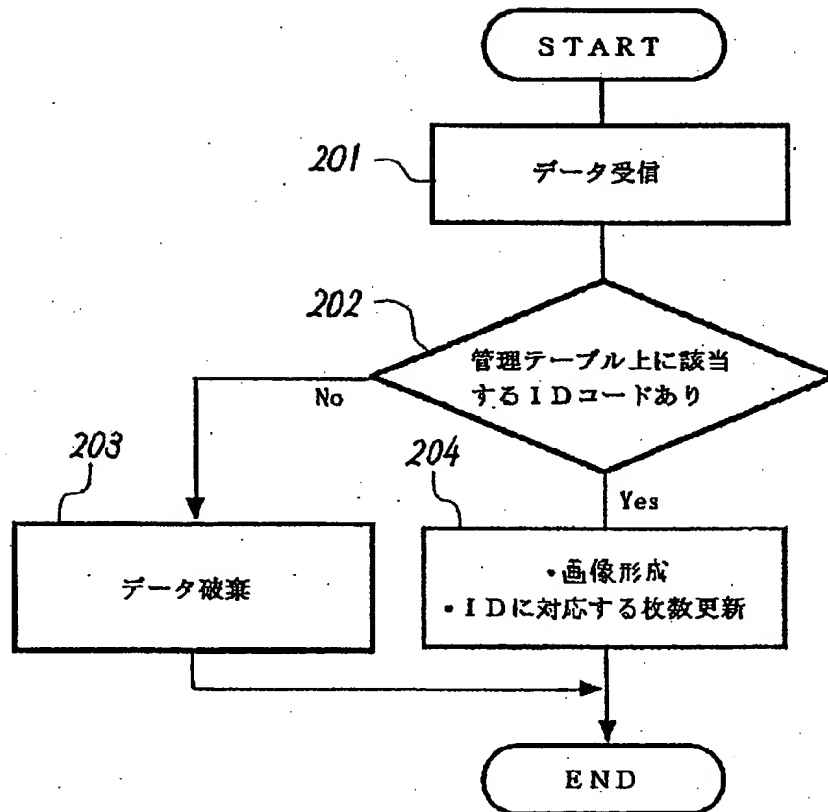 START
201
データ受信
202
管理テーブル上に該当
するIDコードあり
No
Yes
203
データ破棄
204
・画像形成
・IDに対応する枚数更新
END